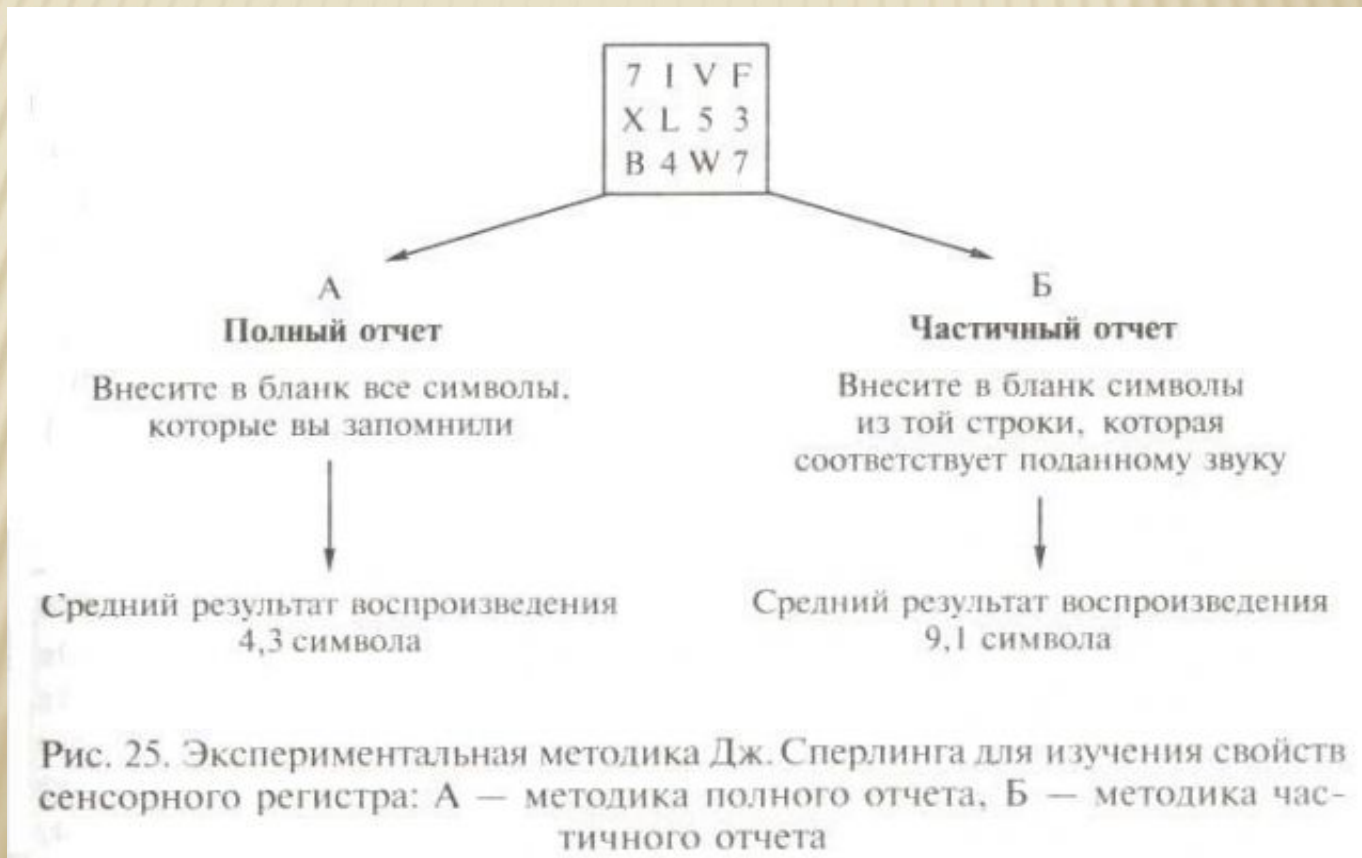 7 I V F
X L 5 3
B 4 W 7
А
Полный отчет
Внесите в бланк все символы,
которые вы запомнили
Средний результат воспроизведения
4,3 символа
Б
Частичный отчет
Внесите в бланк символы
из той строки, которая
соответствует поданному звуку
Средний результат воспроизведения
9,1 символа
Рис. 25. Экспериментальная методика Дж. Сперлинга для изучения свойств
сенсорного регистра: А — методика полного отчета, Б — методика час-
тичного отчета